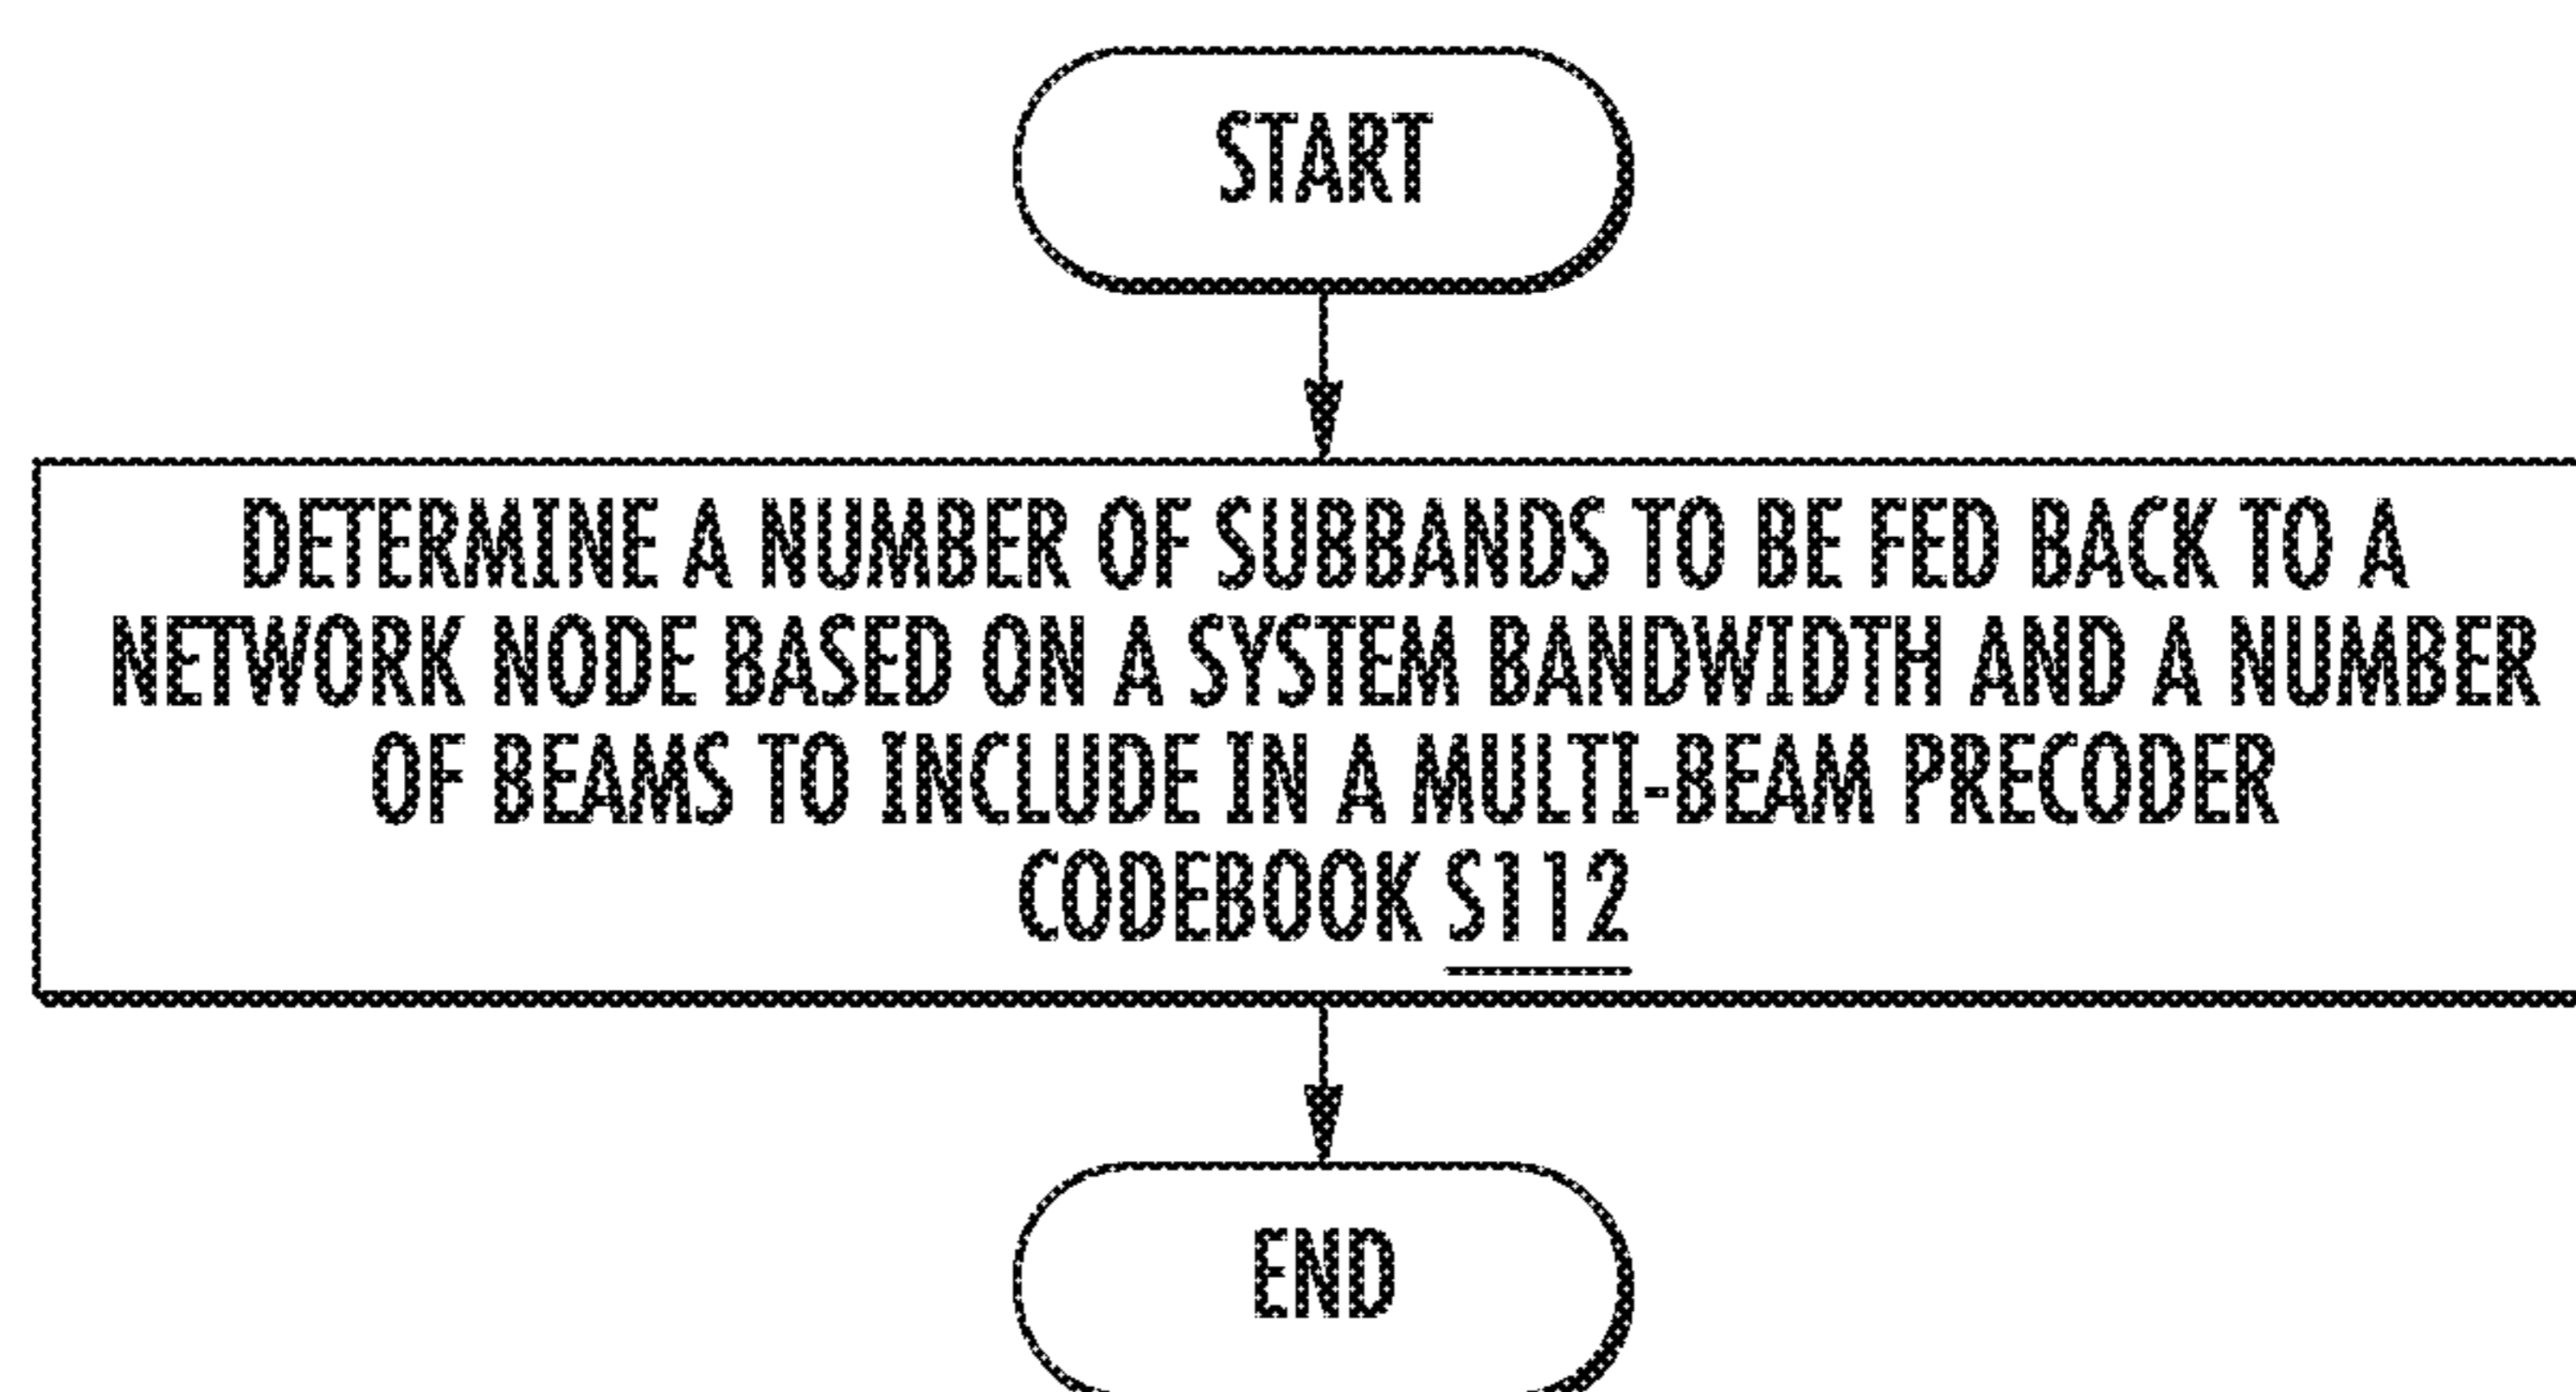 START
DETERMINE A NUMBER OF SUBBANDS TO BE FED BACK TO A
NETWORK NODE BASED ON A SYSTEM BANDWIDTH AND A NUMBER
OF BEAMS TO INCLUDE IN A MULTI-BEAM PRECODER
CODEBOOK S112
END